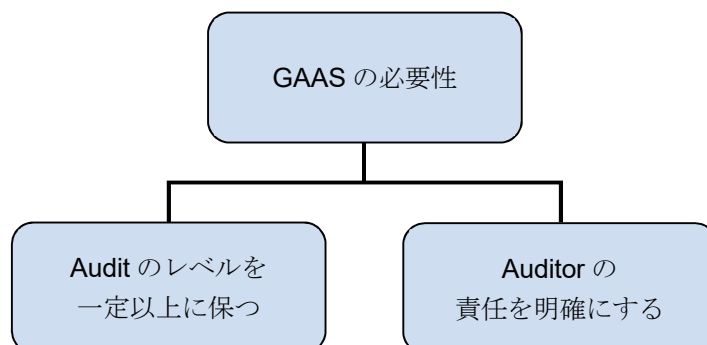 GAAS の必要性
Audit のレベルを
一定以上に保つ
Auditor の
責任を明確にする